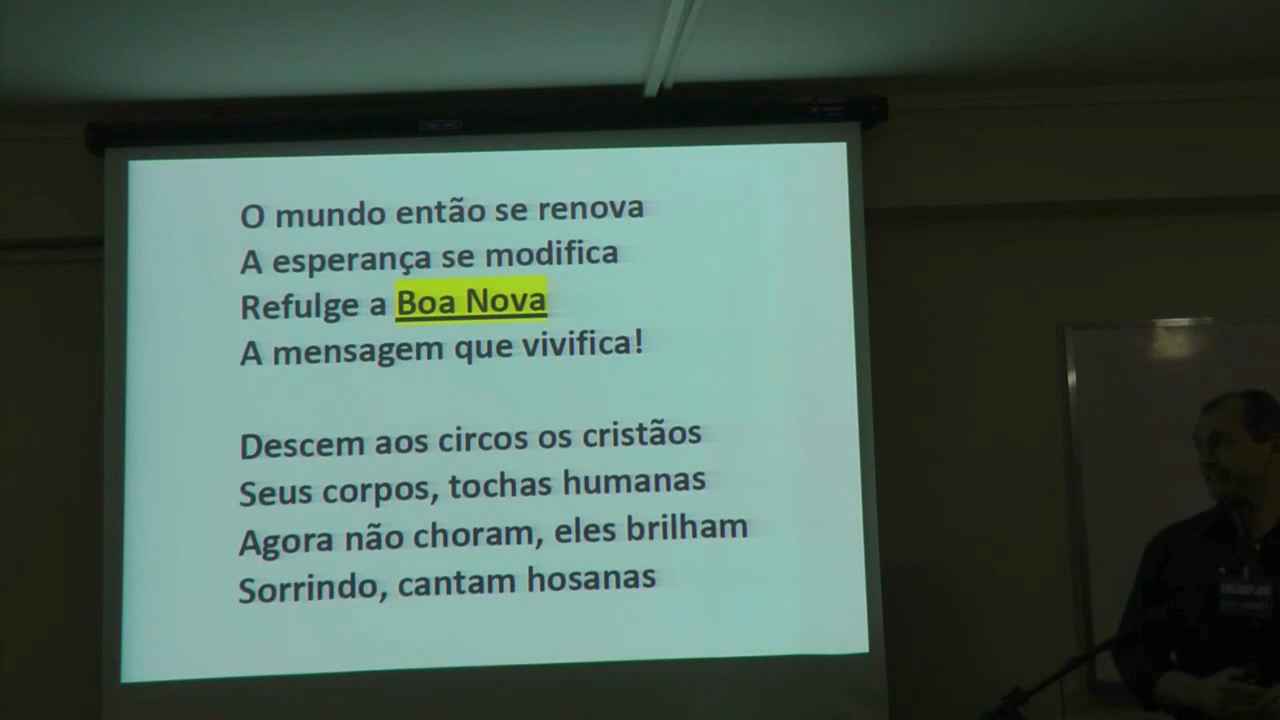 O mundo então se renova
A esperança se modifica
Refulge a Boa Nova
A mensagem que vivifica!
Descem aos circos os cristãos
Seus corpos, tochas humanas
Agora não choram, eles brilham
Sorrindo, cantam hosanas